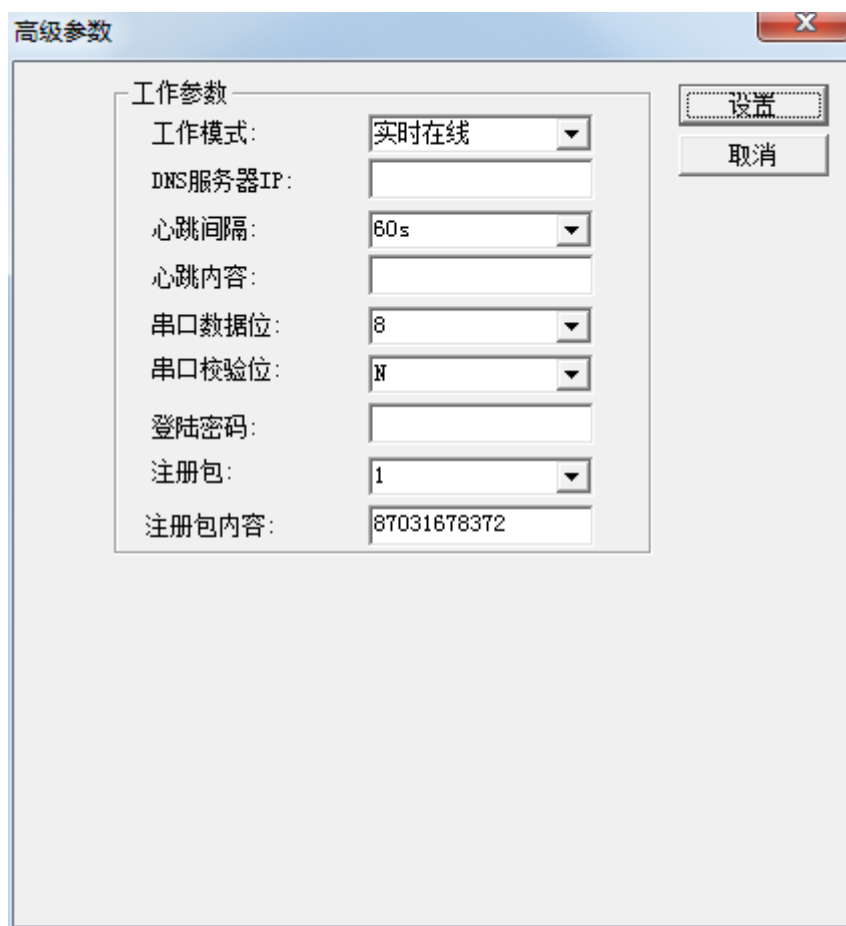 高级参数
工作参数
设置
工作模式: 实时在线
取消
DNS服务器IP:
心跳间隔: 60s
心跳内容:
串口数据位: 8
串口校验位: N
登陆密码:
注册包: 1
注册包内容: 87031678372